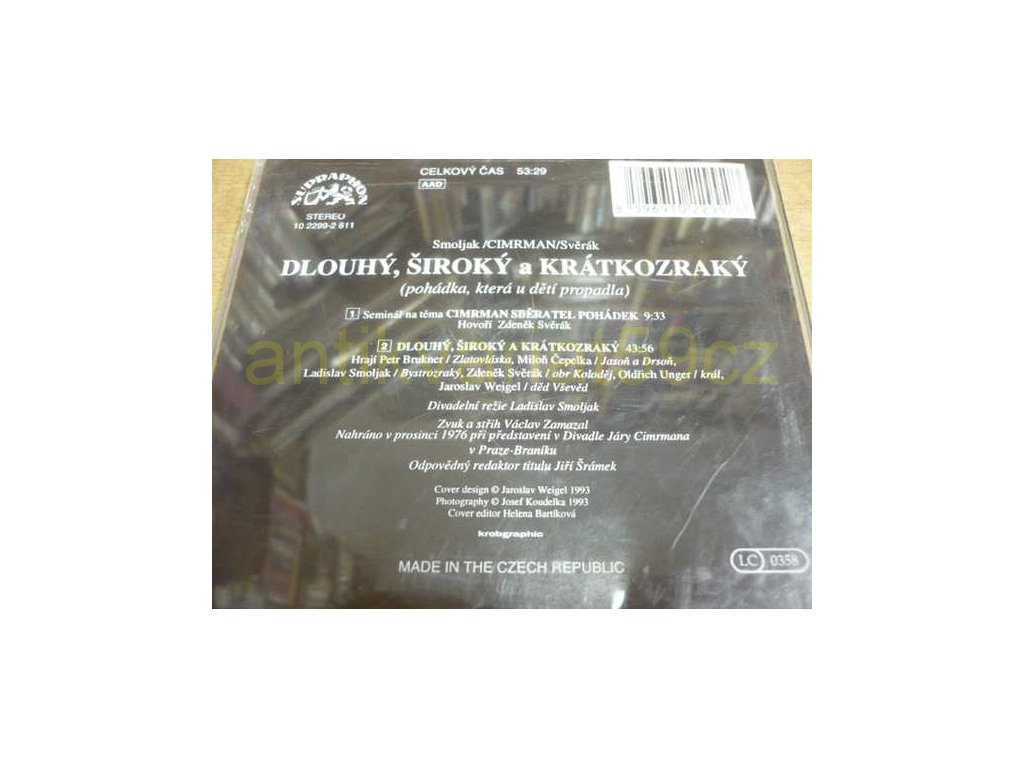 SUPRAPHON
STEREO
10 2299-2 811
CELKOVÝ ČAS 53:29
AAD
Smoljak /CIMRMAN/Svěrák
DLOUHÝ, ŠIROKÝ a KRÁTKOZRAKÝ
(pohádka, která u dětí propadla)
1 Seminář na téma CIMRMAN SBĚRATEL POHÁDEK 9:33
Hovoří Zdeněk Svěrák
2 DLOUHÝ, ŠIROKÝ A KRÁTKOZRAKÝ 43:56
Hrají Petr Brukner / Zlatovláska, Miloň Čepelka / Jasoň a Drsoň,
Ladislav Smoljak / Bystrozraký, Zdeněk Svěrák / obr Koloděj, Oldřich Unger / král,
Jaroslav Weigel / děd Vševěd
Divadelní režie Ladislav Smoljak
Zvuk a střih Václav Zamazal
Nahráno v prosinci 1976 při představení v Divadle Járy Cimrmana
v Praze-Braníku
Odpovědný redaktor titulu Jiří Šrámek
Cover design © Jaroslav Weigel 1993
Photography © Josef Koudelka 1993
Cover editor Helena Bartíková
krobgraphic
MADE IN THE CZECH REPUBLIC
LC 0358